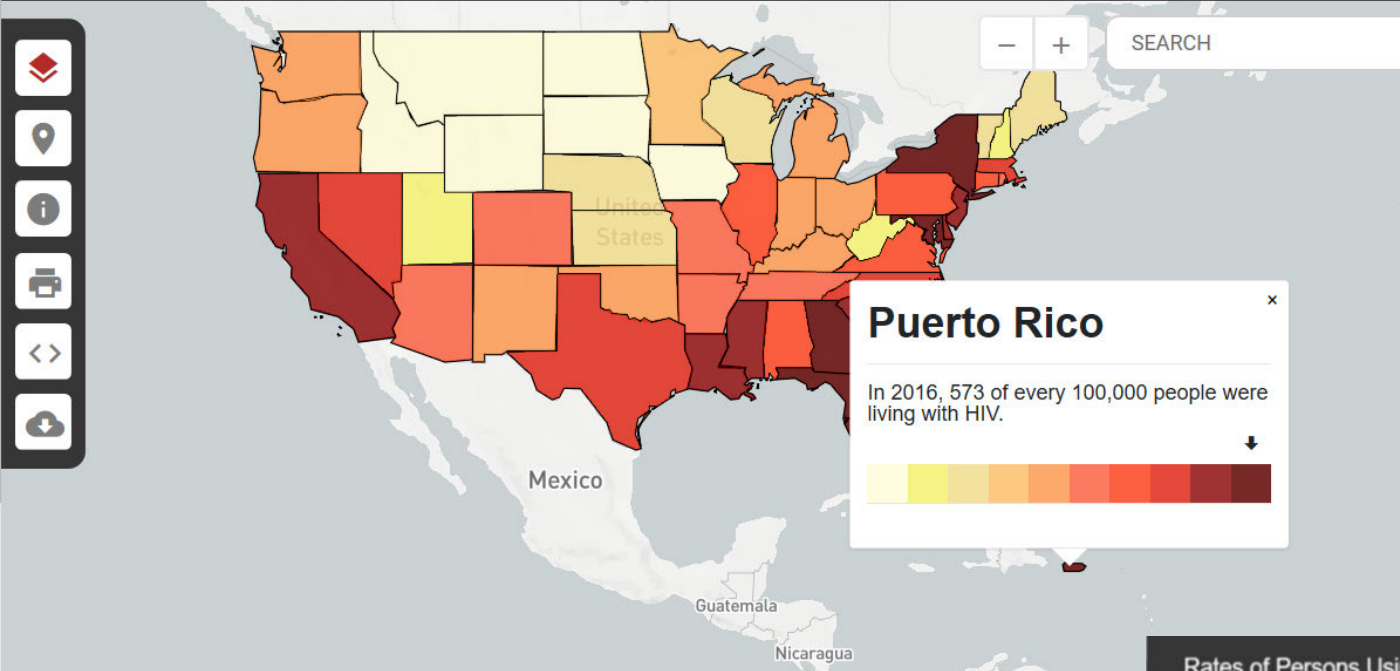 SEARCH
United
States
Puerto Rico
In 2016, 573 of every 100,000 people were
living with HIV.
Mexico
Guatemala
Nicaragua
Rates of Persons Usi